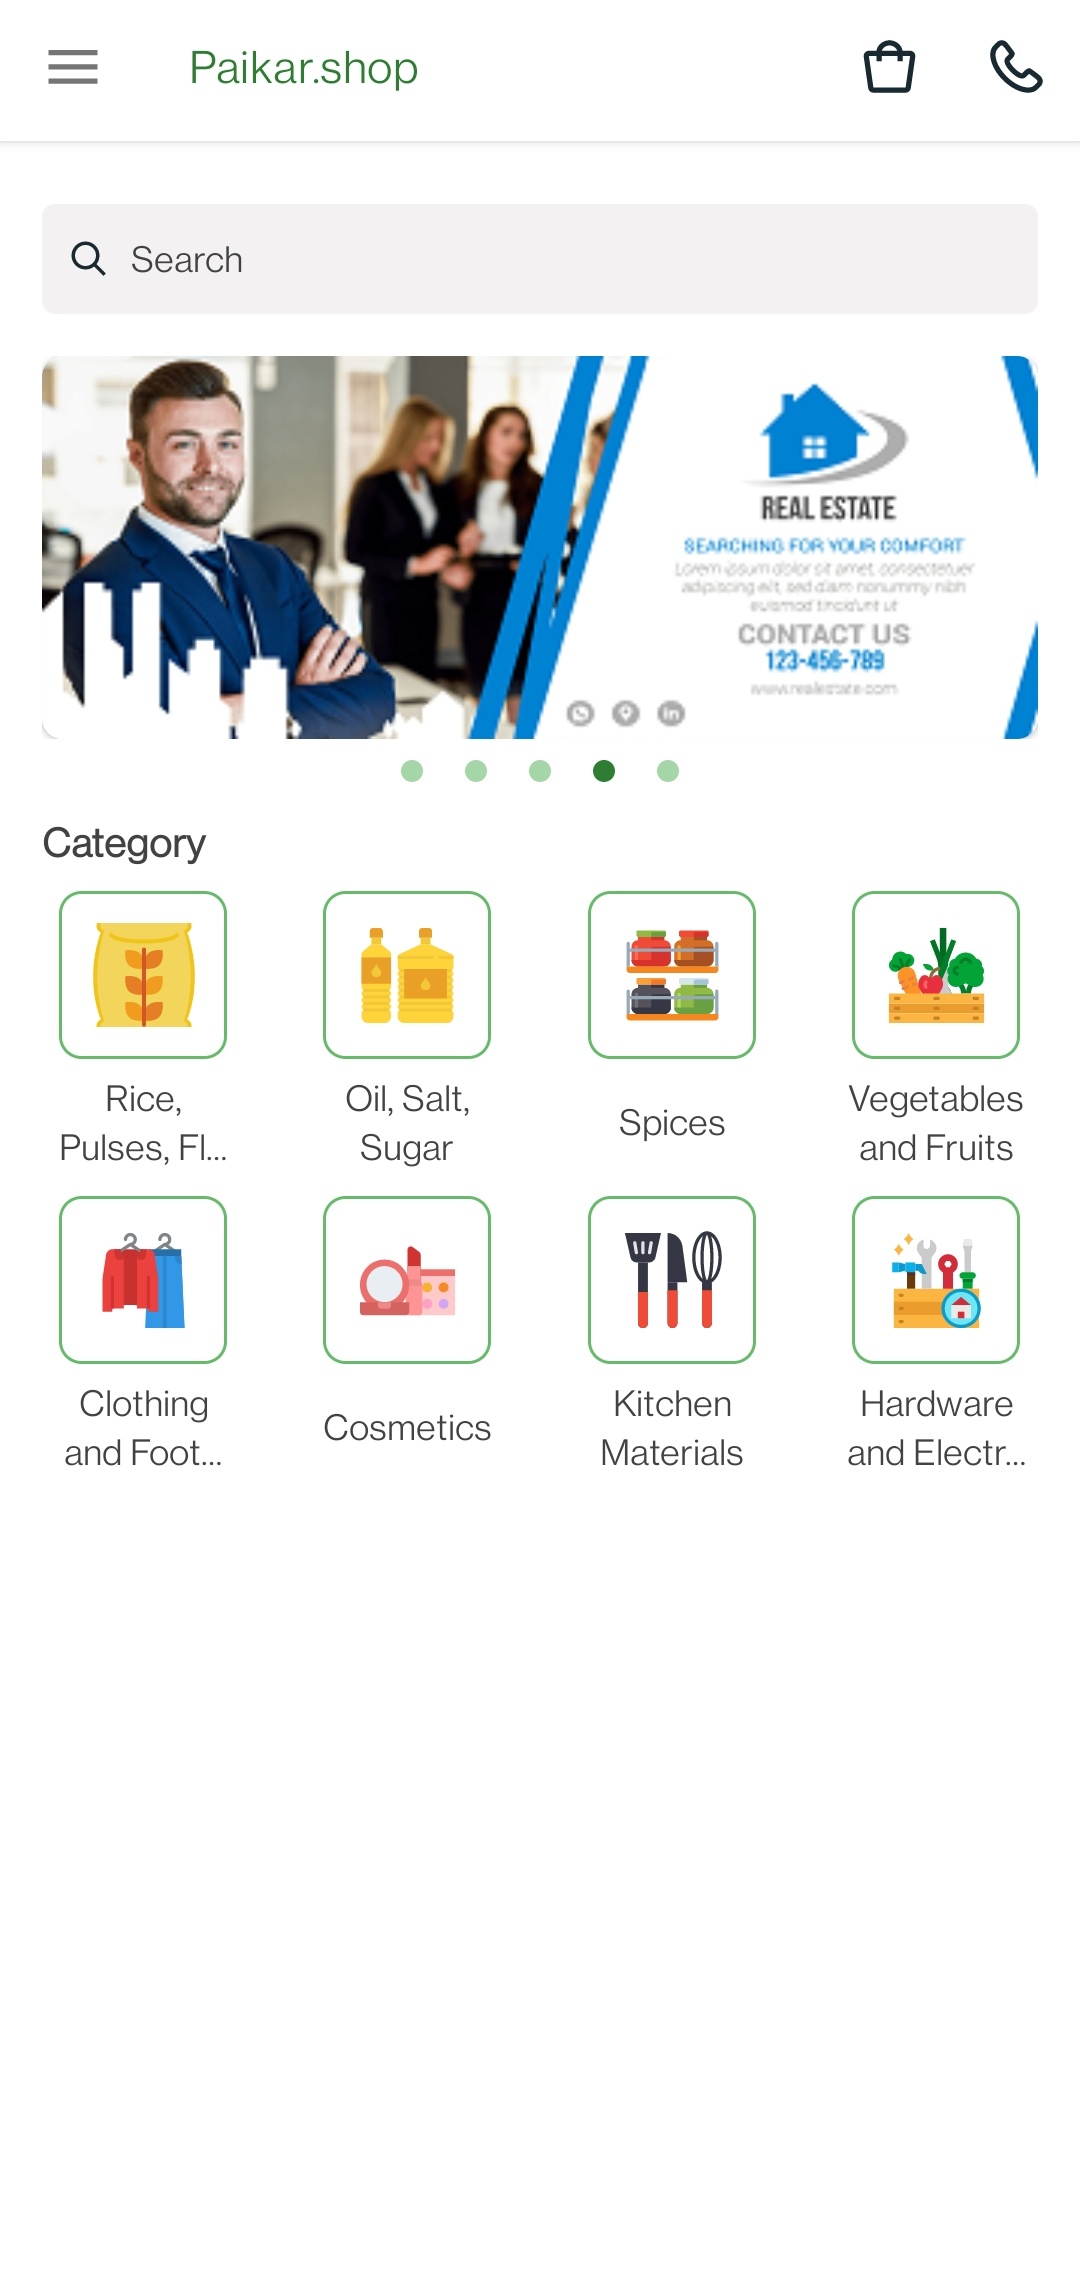 Paikar.shop
Search
REAL ESTATE
SEARCHING FOR YOUR COMFORT
Lorem ipsum dolor sit amet, consectetuer
adipiscing elit, sed diam nonummy nibh
euismod tincidunt ut
CONTACT US
123-456-789
www.realestate.com
Category
Rice,
Pulses, Fl...
Oil, Salt,
Sugar
Spices
Vegetables
and Fruits
Clothing
and Foot...
Cosmetics
Kitchen
Materials
Hardware
and Electr...